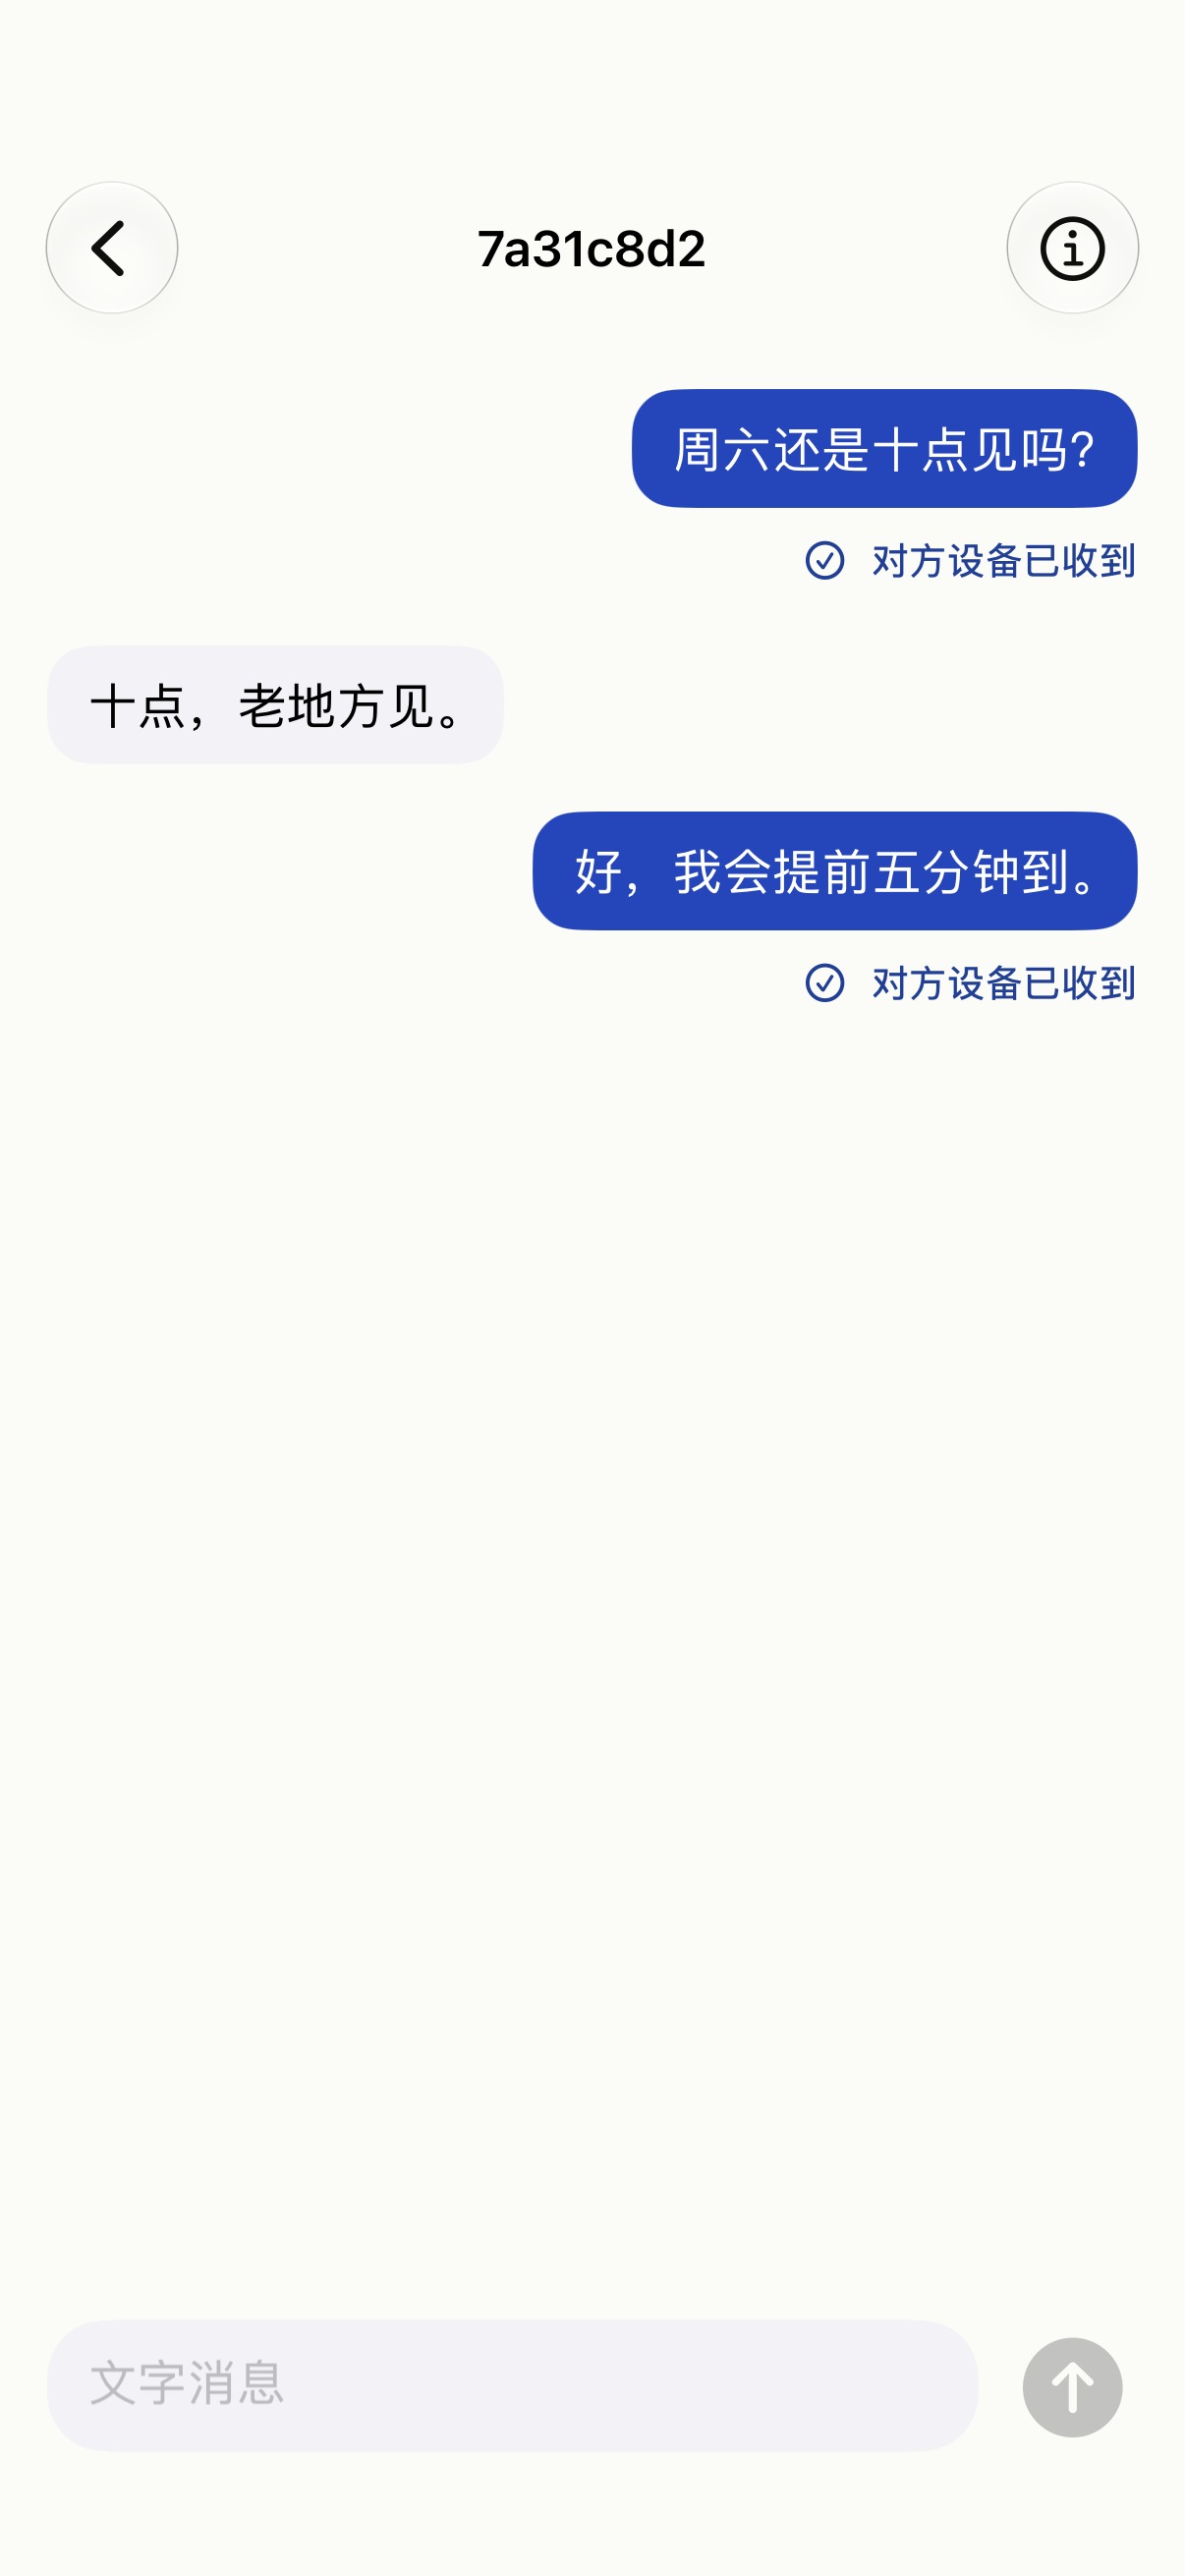 7a31c8d2
周六还是十点见吗?
对方设备已收到
十点，老地方见。
好，我会提前五分钟到。
对方设备已收到
文字消息